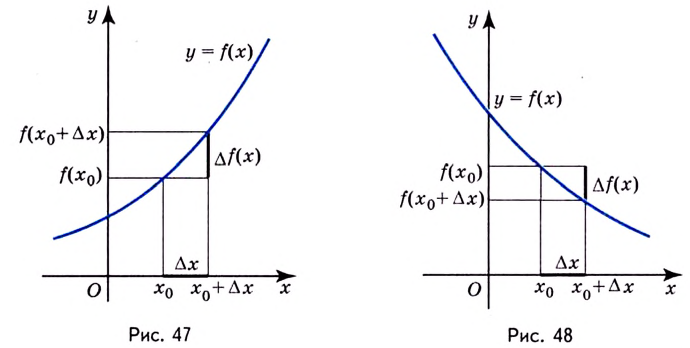 y
y = f(x)
f(x₀+Δx)
Δf(x)
f(x₀)
Δx
O
x₀
x₀+Δx
x
Рис. 47
y
y = f(x)
f(x₀)
Δf(x)
f(x₀+Δx)
Δx
O
x₀
x₀+Δx
x
Рис. 48